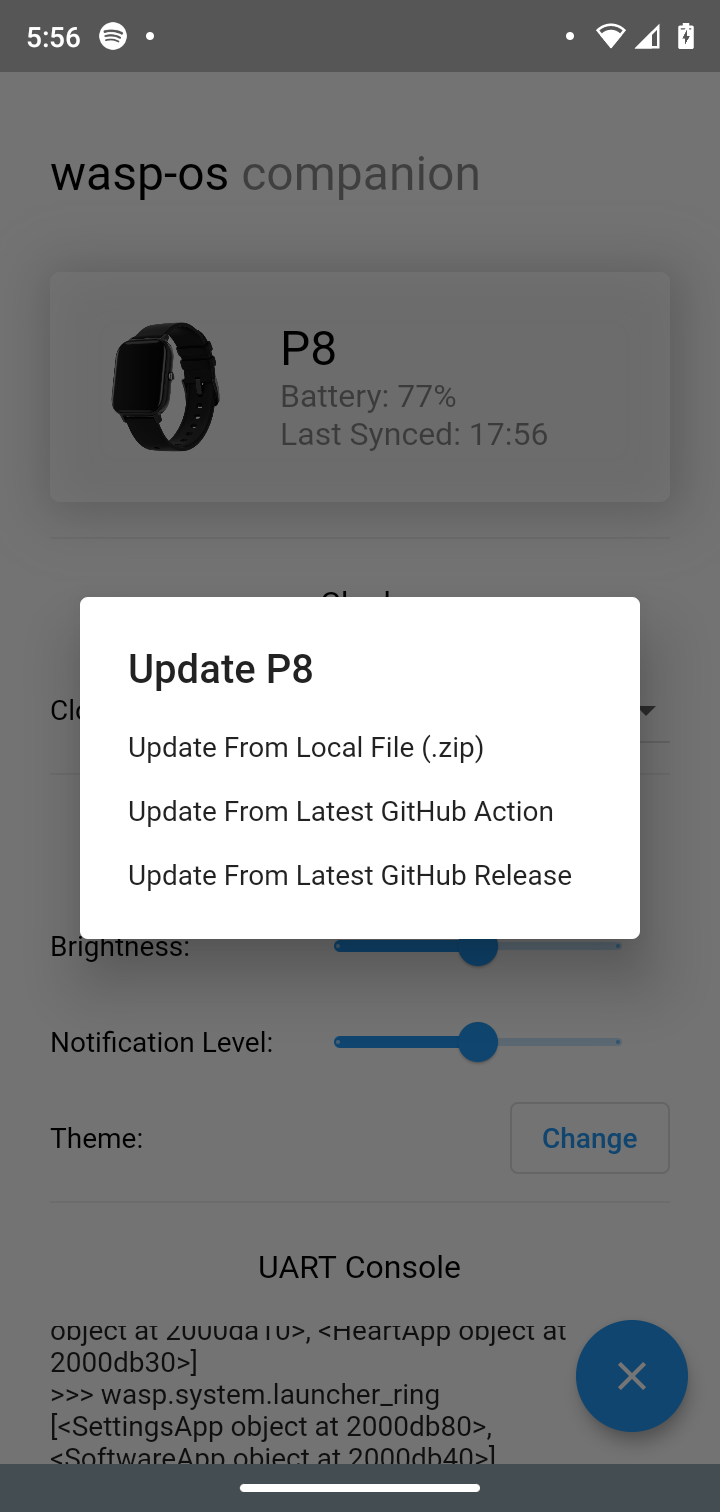 5:56
wasp-os companion
P8
Battery: 77%
Last Synced: 17:56
Update P8
Update From Local File (.zip)
Update From Latest GitHub Action
Update From Latest GitHub Release
Brightness:
Notification Level:
Theme:
Change
UART Console
object at 2000da10>, <HeartApp object at
2000db30>]
>>> wasp.system.launcher_ring
[<SettingsApp object at 2000db80>,
<SoftwareApp object at 2000db40>]